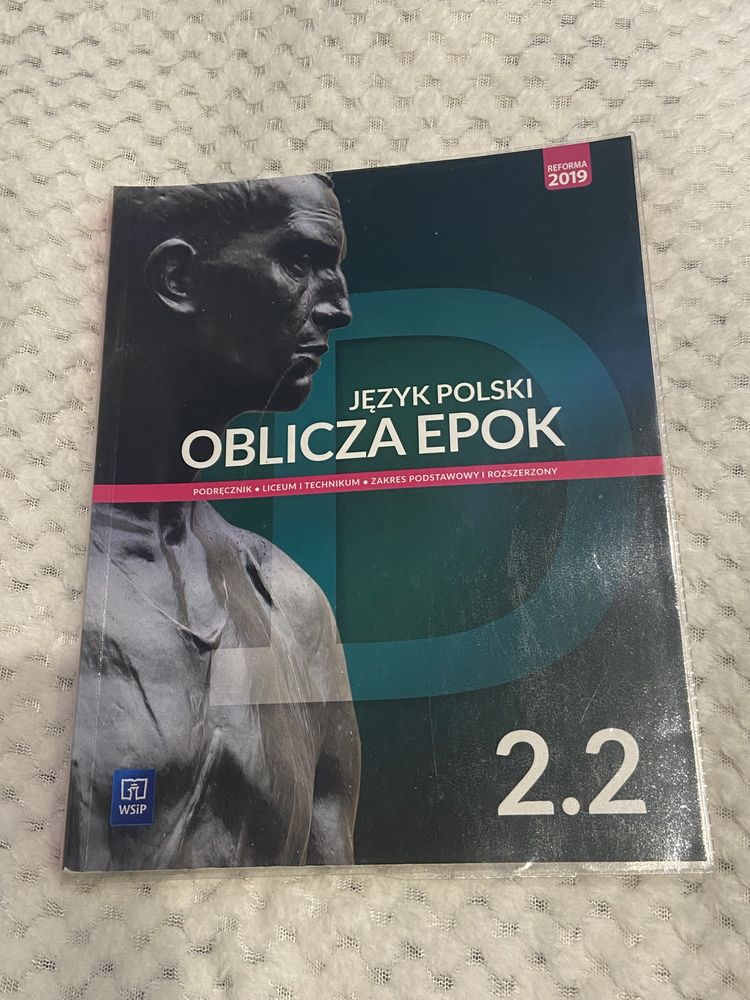 REFORMA
2019
JĘZYK POLSKI
OBLICZA EPOK
PODRĘCZNIK • LICEUM I TECHNIKUM • ZAKRES PODSTAWOWY I ROZSZERZONY
2.2
WSiP